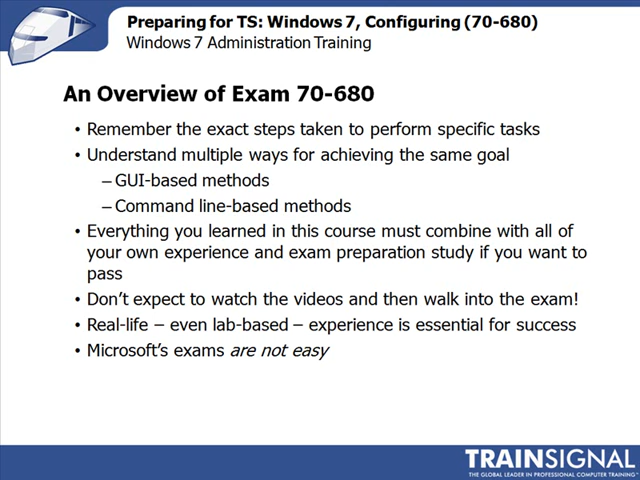 Preparing for TS: Windows 7, Configuring (70-680)
Windows 7 Administration Training
An Overview of Exam 70-680
• Remember the exact steps taken to perform specific tasks
• Understand multiple ways for achieving the same goal
– GUI-based methods
– Command line-based methods
• Everything you learned in this course must combine with all of
your own experience and exam preparation study if you want to
pass
• Don't expect to watch the videos and then walk into the exam!
• Real-life – even lab-based – experience is essential for success
• Microsoft's exams are not easy
TRAINSIGNAL
THE GLOBAL LEADER IN PROFESSIONAL COMPUTER TRAINING